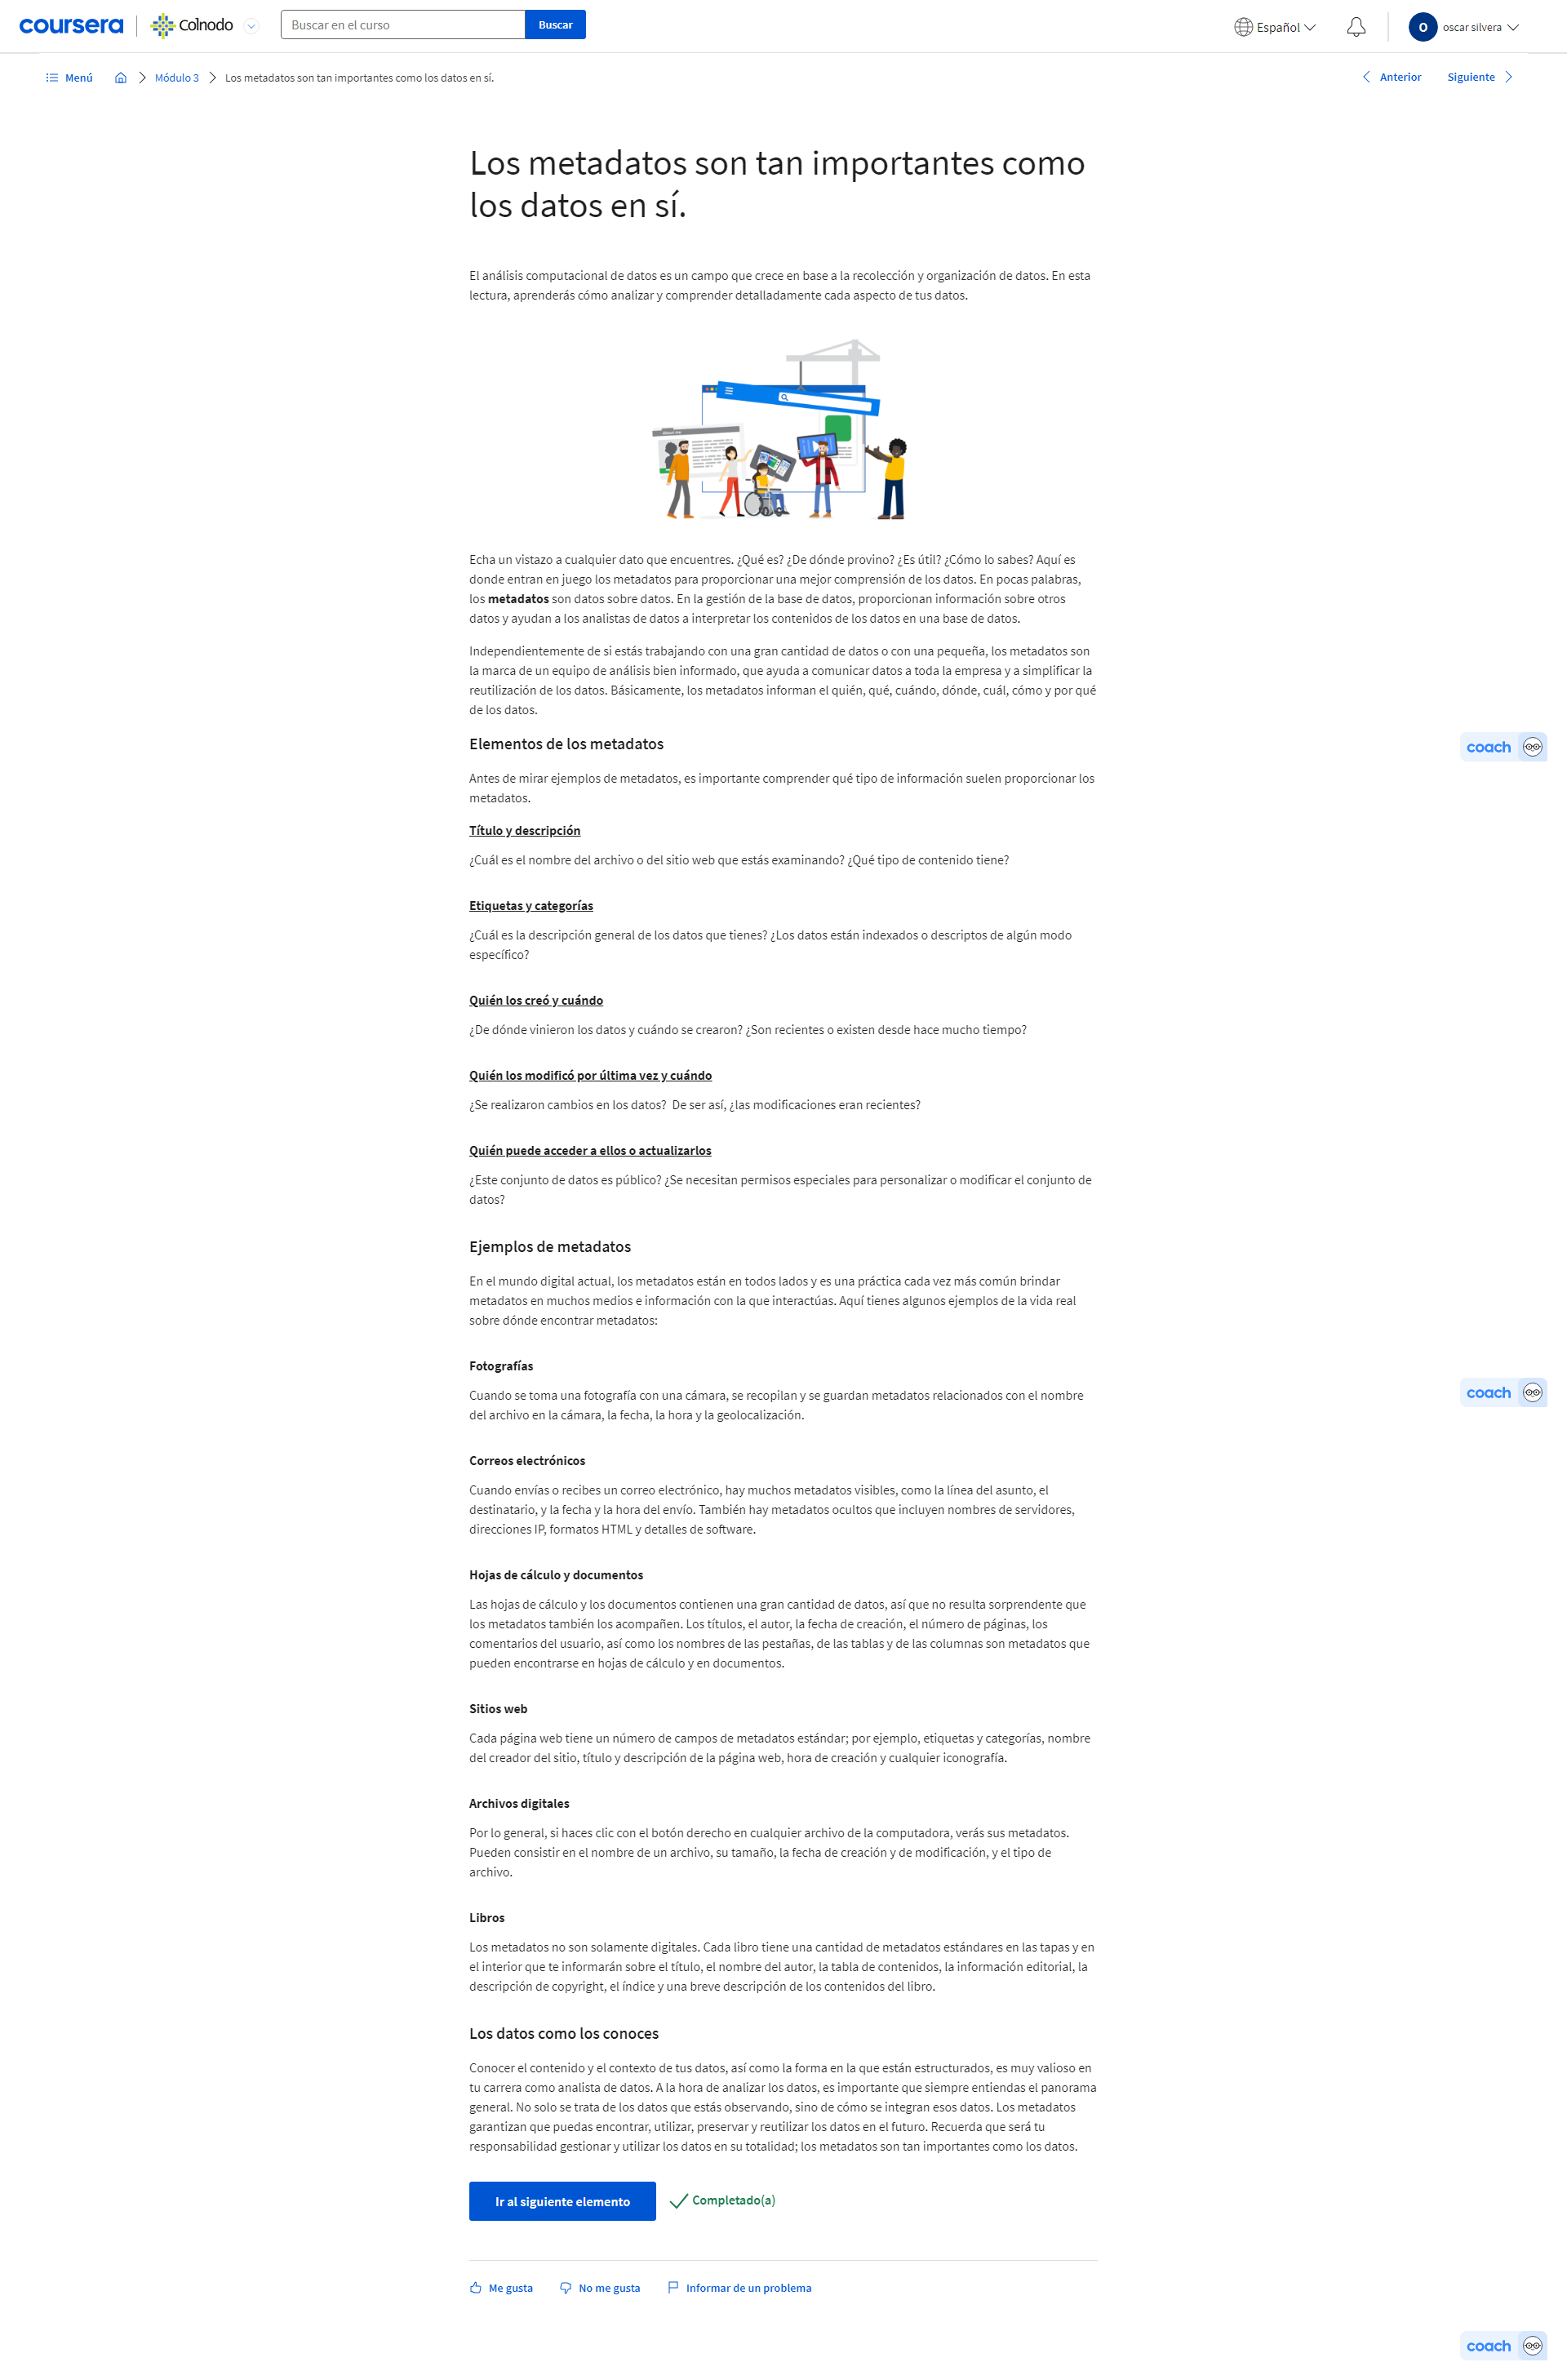 coursera
Colnodo
Buscar en el curso
Buscar
Español
O
oscar silvera
Menú
Módulo 3
Los metadatos son tan importantes como los datos en sí.
Anterior
Siguiente
Los metadatos son tan importantes como
los datos en sí.
El análisis computacional de datos es un campo que crece en base a la recolección y organización de datos. En esta
lectura, aprenderás cómo analizar y comprender detalladamente cada aspecto de tus datos.
Echa un vistazo a cualquier dato que encuentres. ¿Qué es? ¿De dónde provino? ¿Es útil? ¿Cómo lo sabes? Aquí es
donde entran en juego los metadatos para proporcionar una mejor comprensión de los datos. En pocas palabras,
los metadatos son datos sobre datos. En la gestión de la base de datos, proporcionan información sobre otros
datos y ayudan a los analistas de datos a interpretar los contenidos de los datos en una base de datos.
Independientemente de si estás trabajando con una gran cantidad de datos o con una pequeña, los metadatos son
la marca de un equipo de análisis bien informado, que ayuda a comunicar datos a toda la empresa y a simplificar la
reutilización de los datos. Básicamente, los metadatos informan el quién, qué, cuándo, dónde, cuál, cómo y por qué
de los datos.
Elementos de los metadatos
coach
Antes de mirar ejemplos de metadatos, es importante comprender qué tipo de información suelen proporcionar los
metadatos.
Título y descripción
¿Cuál es el nombre del archivo o del sitio web que estás examinando? ¿Qué tipo de contenido tiene?
Etiquetas y categorías
¿Cuál es la descripción general de los datos que tienes? ¿Los datos están indexados o descriptos de algún modo
específico?
Quién los creó y cuándo
¿De dónde vinieron los datos y cuándo se crearon? ¿Son recientes o existen desde hace mucho tiempo?
Quién los modificó por última vez y cuándo
¿Se realizaron cambios en los datos?  De ser así, ¿las modificaciones eran recientes?
Quién puede acceder a ellos o actualizarlos
¿Este conjunto de datos es público? ¿Se necesitan permisos especiales para personalizar o modificar el conjunto de
datos?
Ejemplos de metadatos
En el mundo digital actual, los metadatos están en todos lados y es una práctica cada vez más común brindar
metadatos en muchos medios e información con la que interactúas. Aquí tienes algunos ejemplos de la vida real
sobre dónde encontrar metadatos:
Fotografías
Cuando se toma una fotografía con una cámara, se recopilan y se guardan metadatos relacionados con el nombre
coach
del archivo en la cámara, la fecha, la hora y la geolocalización.
Correos electrónicos
Cuando envías o recibes un correo electrónico, hay muchos metadatos visibles, como la línea del asunto, el
destinatario, y la fecha y la hora del envío. También hay metadatos ocultos que incluyen nombres de servidores,
direcciones IP, formatos HTML y detalles de software.
Hojas de cálculo y documentos
Las hojas de cálculo y los documentos contienen una gran cantidad de datos, así que no resulta sorprendente que
los metadatos también los acompañen. Los títulos, el autor, la fecha de creación, el número de páginas, los
comentarios del usuario, así como los nombres de las pestañas, de las tablas y de las columnas son metadatos que
pueden encontrarse en hojas de cálculo y en documentos.
Sitios web
Cada página web tiene un número de campos de metadatos estándar; por ejemplo, etiquetas y categorías, nombre
del creador del sitio, título y descripción de la página web, hora de creación y cualquier iconografía.
Archivos digitales
Por lo general, si haces clic con el botón derecho en cualquier archivo de la computadora, verás sus metadatos.
Pueden consistir en el nombre de un archivo, su tamaño, la fecha de creación y de modificación, y el tipo de
archivo.
Libros
Los metadatos no son solamente digitales. Cada libro tiene una cantidad de metadatos estándares en las tapas y en
el interior que te informarán sobre el título, el nombre del autor, la tabla de contenidos, la información editorial, la
descripción de copyright, el índice y una breve descripción de los contenidos del libro.
Los datos como los conoces
Conocer el contenido y el contexto de tus datos, así como la forma en la que están estructurados, es muy valioso en
tu carrera como analista de datos. A la hora de analizar los datos, es importante que siempre entiendas el panorama
general. No solo se trata de los datos que estás observando, sino de cómo se integran esos datos. Los metadatos
garantizan que puedas encontrar, utilizar, preservar y reutilizar los datos en el futuro. Recuerda que será tu
responsabilidad gestionar y utilizar los datos en su totalidad; los metadatos son tan importantes como los datos.
Ir al siguiente elemento
Completado(a)
Me gusta
No me gusta
Informar de un problema
coach